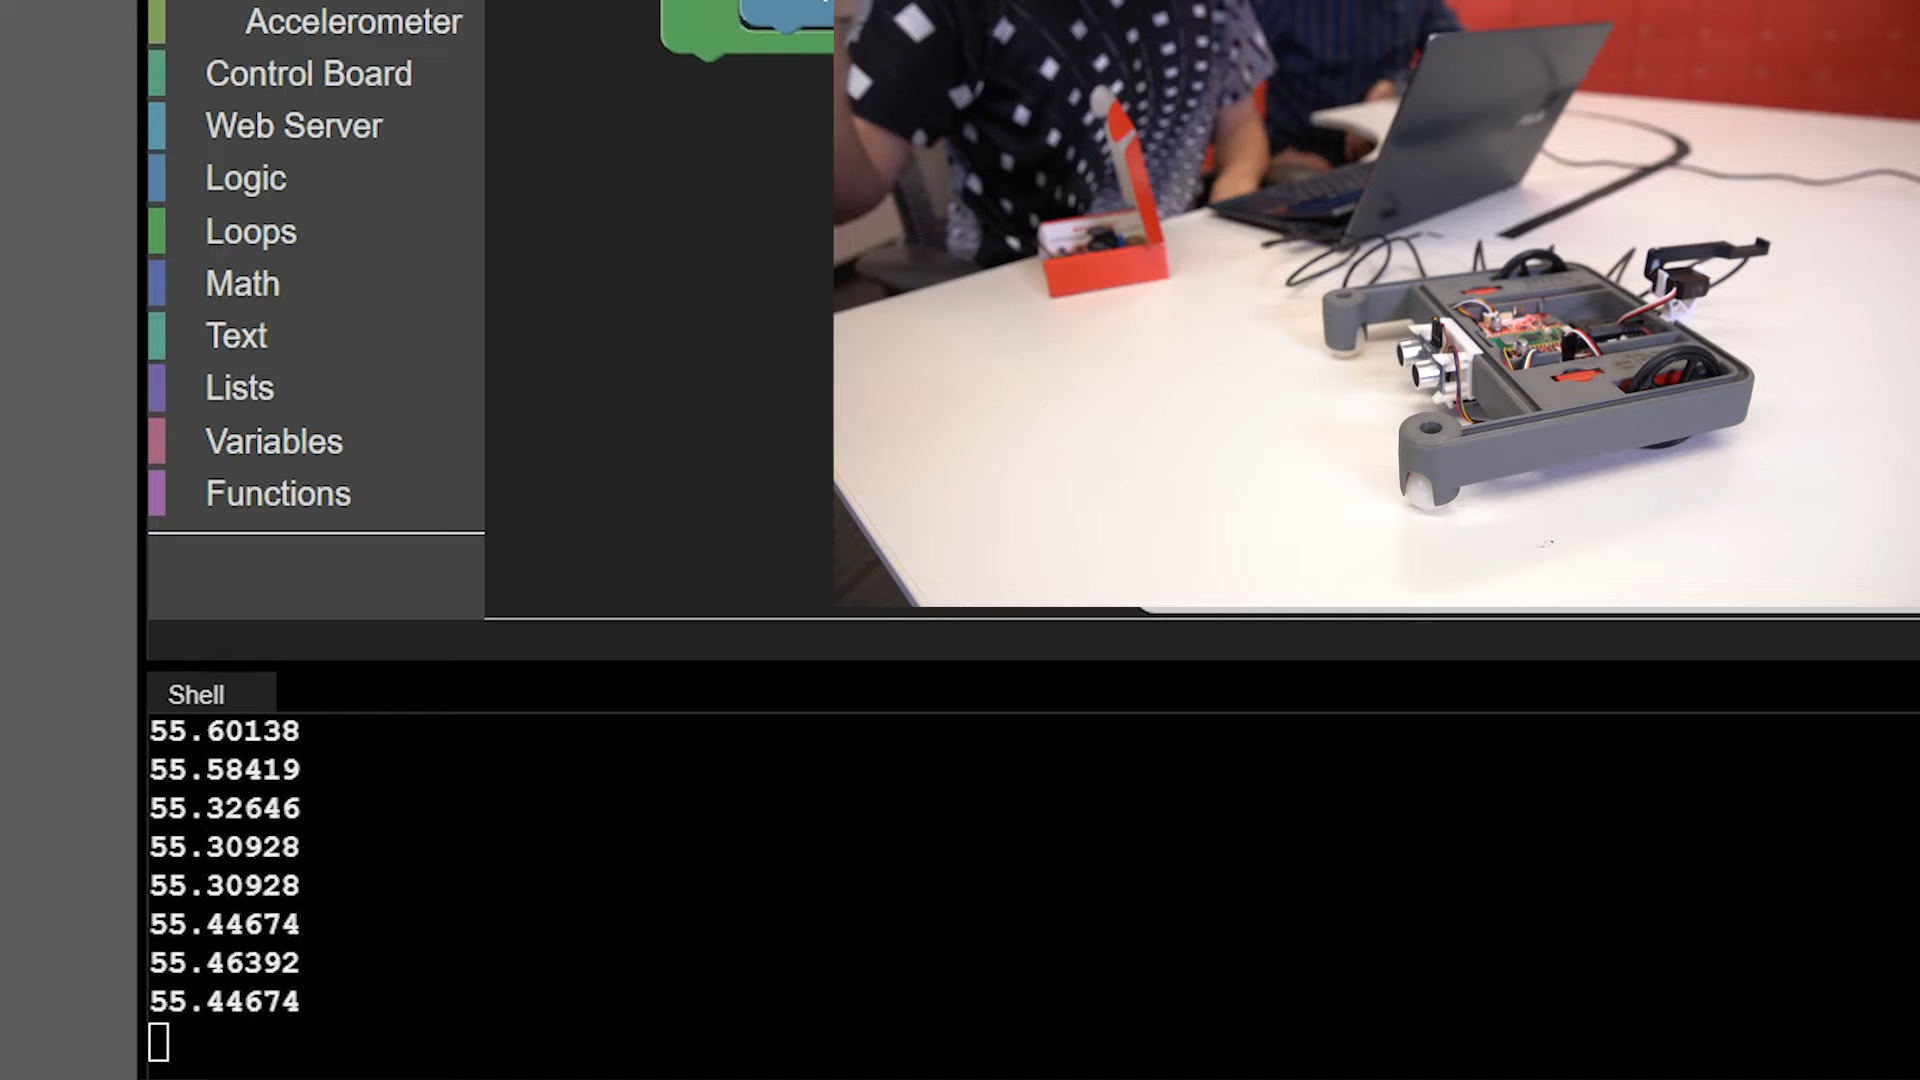 Accelerometer
Control Board
Web Server
Logic
Loops
Math
Text
Lists
Variables
Functions
Shell
55.60138
55.58419
55.32646
55.30928
55.30928
55.44674
55.46392
55.44674